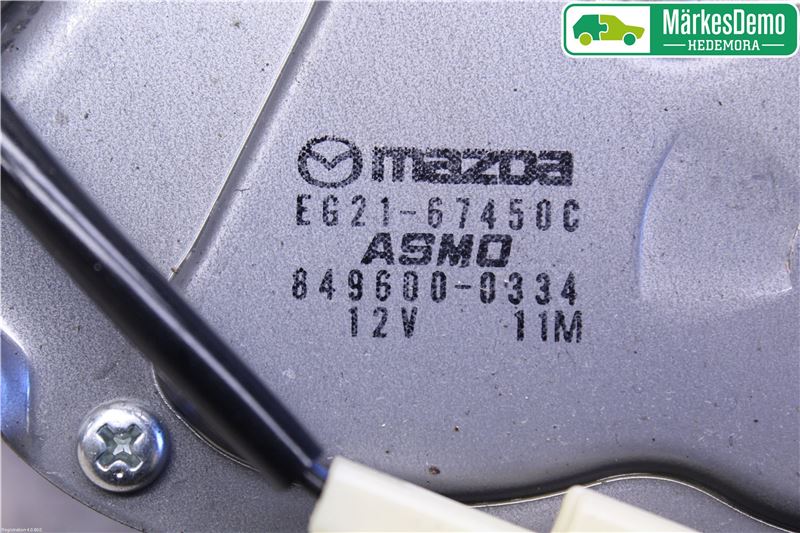 MärkesDemo
HEDEMORA
mazda
EG21-67450C
ASMO
849600-0334
12V 11M